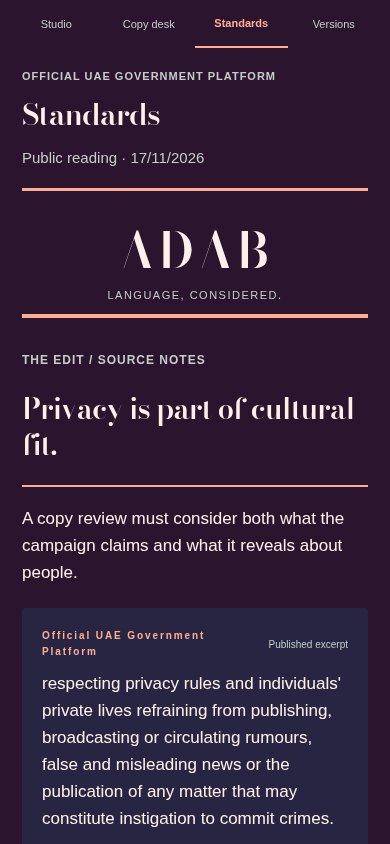 Studio
Copy desk
Standards
Versions
OFFICIAL UAE GOVERNMENT PLATFORM
Standards
Public reading · 17/11/2026
ADAB
LANGUAGE, CONSIDERED.
THE EDIT / SOURCE NOTES
Privacy is part of cultural
fit.
A copy review must consider both what the
campaign claims and what it reveals about
people.
Official UAE Government
Platform
Published excerpt
respecting privacy rules and individuals'
private lives refraining from publishing,
broadcasting or circulating rumours,
false and misleading news or the
publication of any matter that may
constitute instigation to commit crimes.